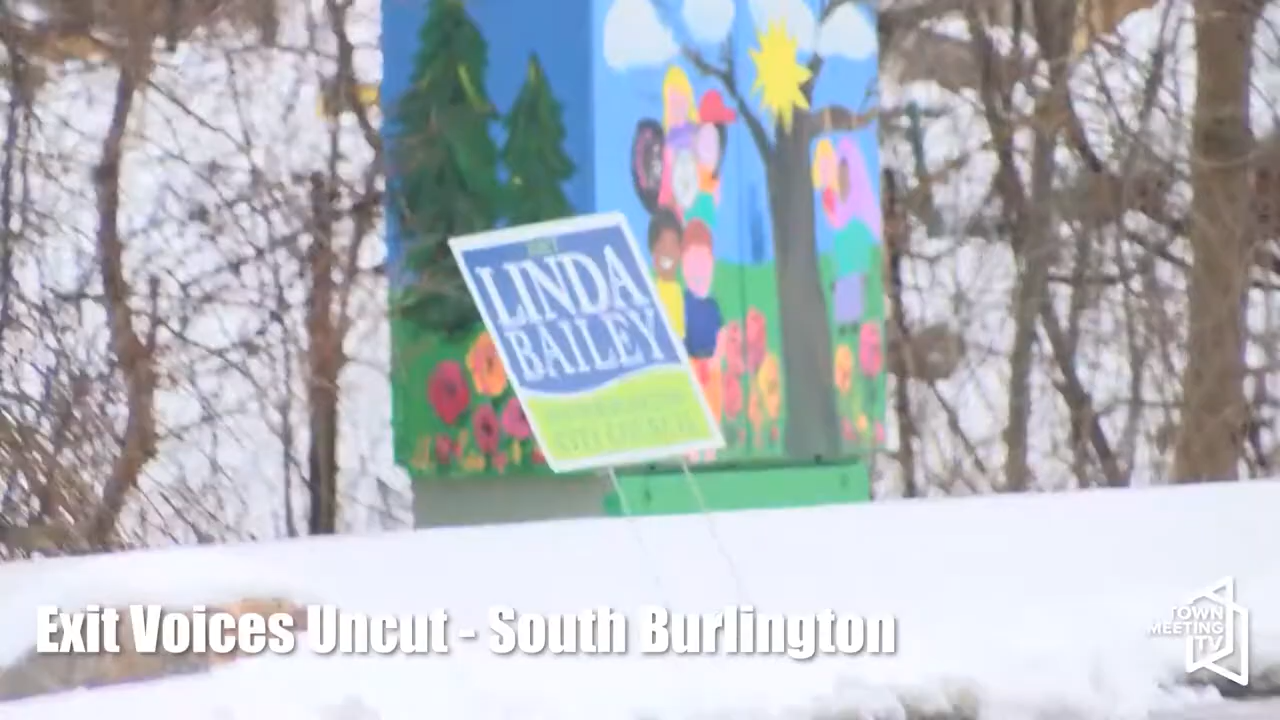 LINDA
BAILEY
Exit Voices Uncut - South Burlington
TOWN
MEETING
TV